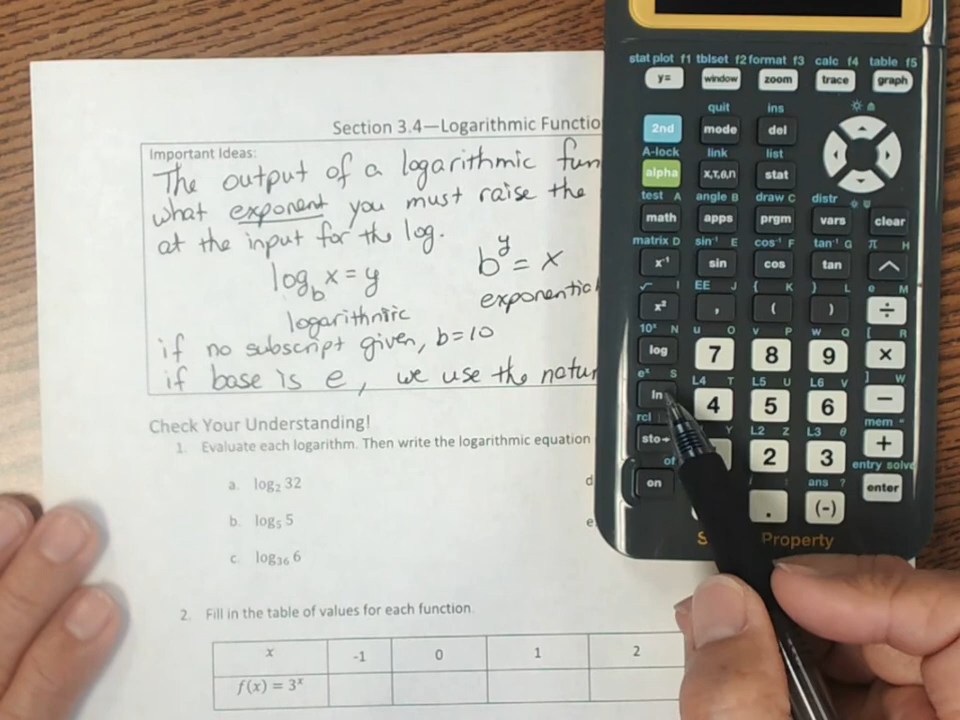 Section 3.4—Logarithmic Functio
Important Ideas:
The output of a logarithmic fun
what exponent you must raise the
at the input for the log.
log_b x = y
b^y = x
logarithmic
exponential
if no subscript given, b=10
if base is e, we use the natur
Check Your Understanding!
1. Evaluate each logarithm. Then write the logarithmic equation
a. log₂ 32
d
b. log₅ 5
e.
c. log₃₆ 6
2. Fill in the table of values for each function.
x -1 0 1 2
f(x) = 3ˣ
stat plot f1 tblset f2 format f3 calc f4 table f5
y= window zoom trace graph
quit ins
2nd mode del
A-lock link list
alpha x,τ,θ,n stat
test A angle B draw C distr
math apps prgm vars clear
matrix D sin⁻¹ E cos⁻¹ F tan⁻¹ G π H
x⁻¹ sin cos tan ^
√ I EE J { K } L e M
x² , ( ) ÷
10ˣ N u O v P w Q [ R
log 7 8 9 ×
eˣ S L4 T L5 U L6 V ] W
ln 4 5 6 −
rcl Y L2 Z L3 θ mem "
sto→ 2 3 +
of i : ans ? entry solve
on . (-) enter
S Property